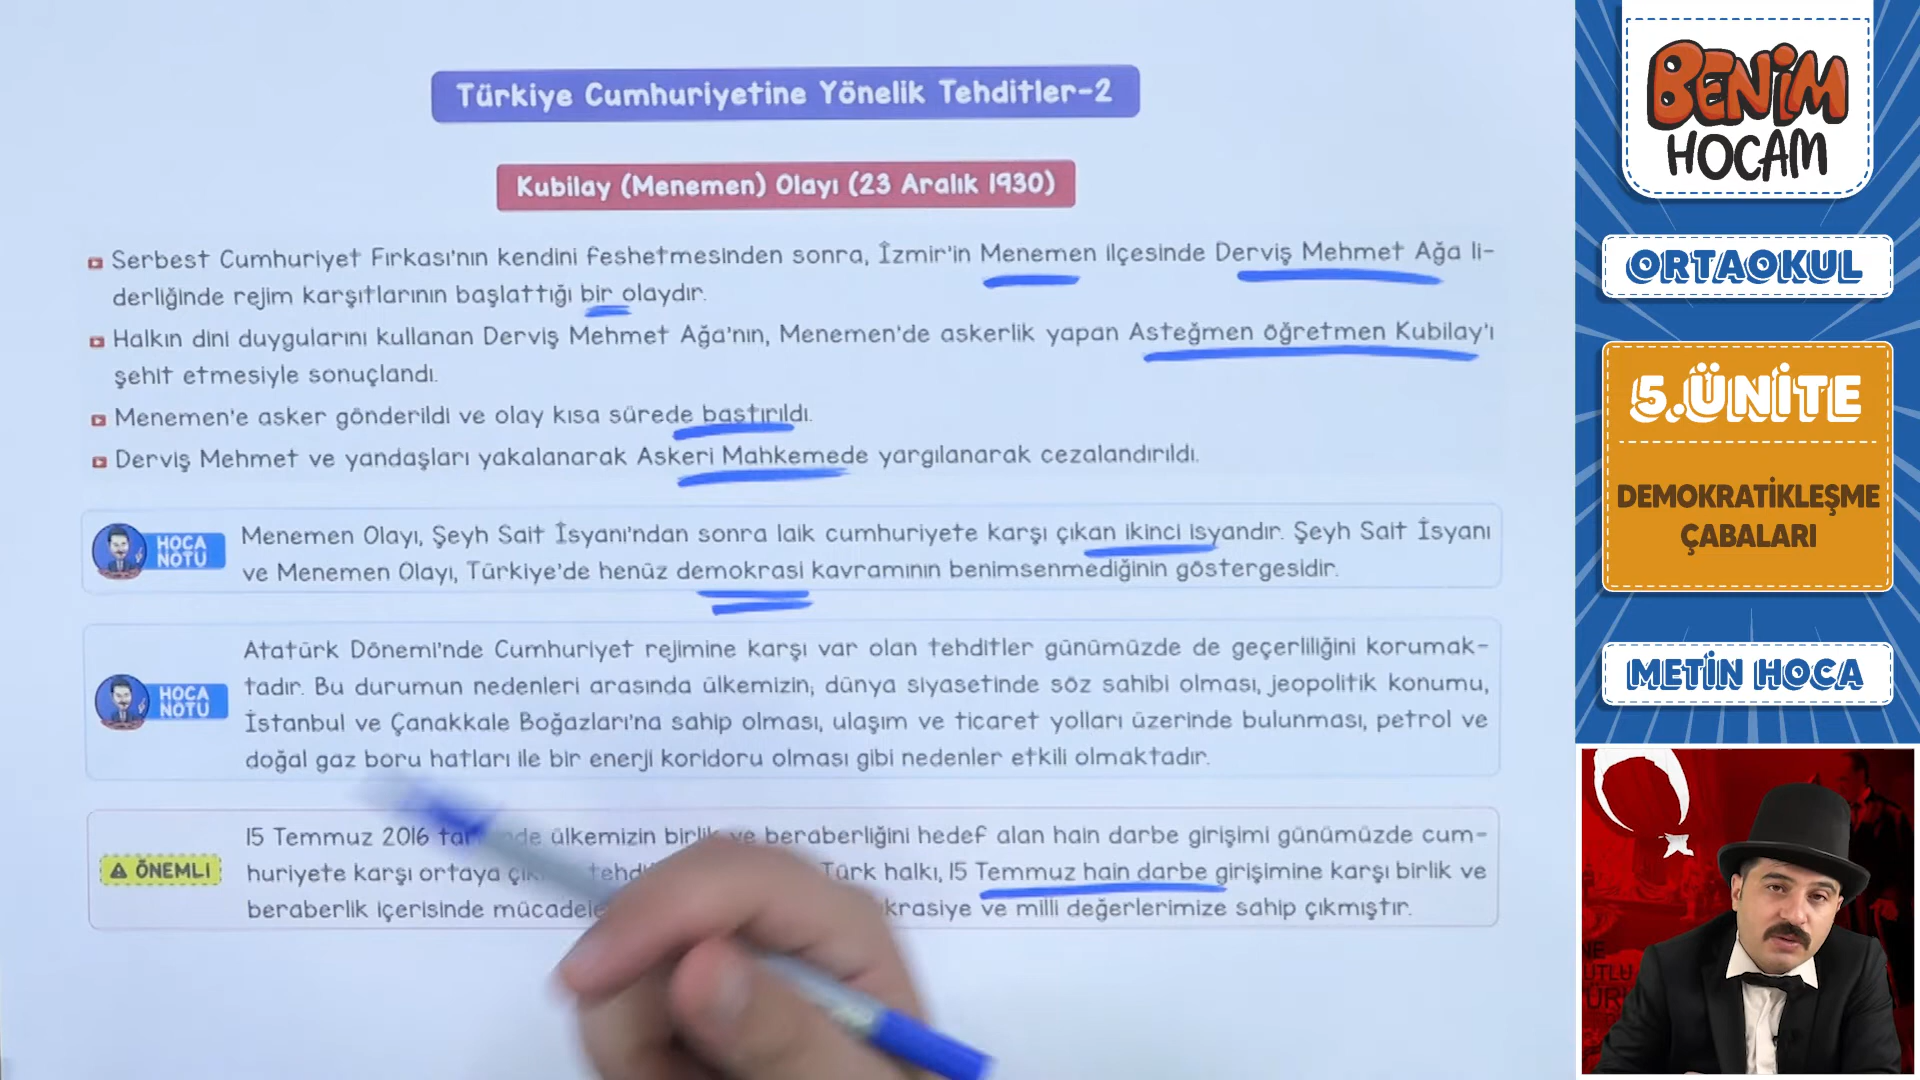 Türkiye Cumhuriyetine Yönelik Tehditler-2
Kubilay (Menemen) Olayı (23 Aralık 1930)
Serbest Cumhuriyet Fırkası'nın kendini feshetmesinden sonra, İzmir'in Menemen ilçesinde Derviş Mehmet Ağa li-
derliğinde rejim karşıtlarının başlattığı bir olaydır.
Halkın dini duygularını kullanan Derviş Mehmet Ağa'nın, Menemen'de askerlik yapan Asteğmen öğretmen Kubilay'ı
şehit etmesiyle sonuçlandı.
Menemen'e asker gönderildi ve olay kısa sürede bastırıldı.
Derviş Mehmet ve yandaşları yakalanarak Askeri Mahkemede yargılanarak cezalandırıldı.
HOCA
NOTU
Menemen Olayı, Şeyh Sait İsyanı'ndan sonra laik cumhuriyete karşı çıkan ikinci isyandır. Şeyh Sait İsyanı
ve Menemen Olayı, Türkiye'de henüz demokrasi kavramının benimsenmediğinin göstergesidir.
HOCA
NOTU
Atatürk Dönemi'nde Cumhuriyet rejimine karşı var olan tehditler günümüzde de geçerliliğini korumak-
tadır. Bu durumun nedenleri arasında ülkemizin; dünya siyasetinde söz sahibi olması, jeopolitik konumu,
İstanbul ve Çanakkale Boğazları'na sahip olması, ulaşım ve ticaret yolları üzerinde bulunması, petrol ve
doğal gaz boru hatları ile bir enerji koridoru olması gibi nedenler etkili olmaktadır.
ÖNEMLİ
15 Temmuz 2016 ülkemizin birlik ve beraberliğini hedef alan hain darbe girişimi günümüzde cum-
huriyete karşı ortaya Türk halkı, 15 Temmuz hain darbe girişimine karşı birlik ve
beraberlik içerisinde ve milli değerlerimize sahip çıkmıştır.
BENİM
HOCAM
ORTAOKUL
5.ÜNİTE
DEMOKRATİKLEŞME
ÇABALARI
METİN HOCA